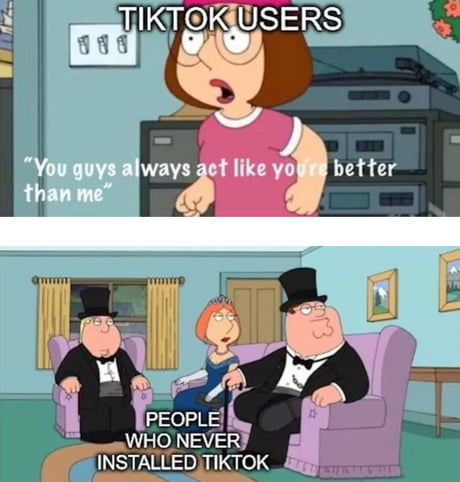 TIKTOK USERS
"You guys always act like you're better
than me"
PEOPLE
WHO NEVER
INSTALLED TIKTOK